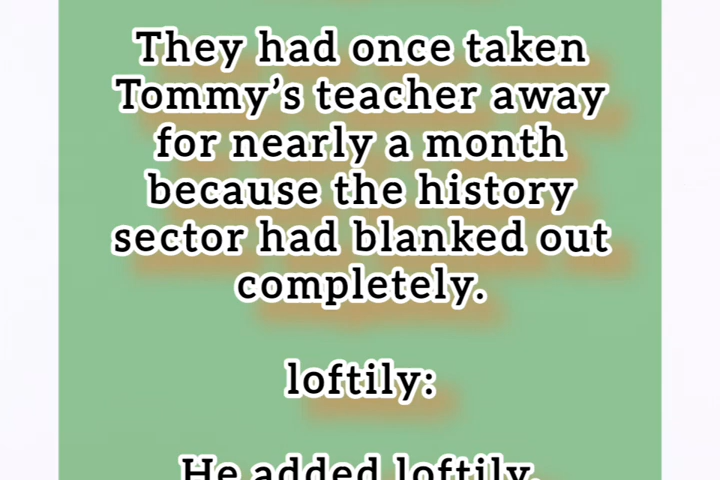 They had once taken
Tommy’s teacher away
for nearly a month
because the history
sector had blanked out
completely.
loftily:
He added loftily,